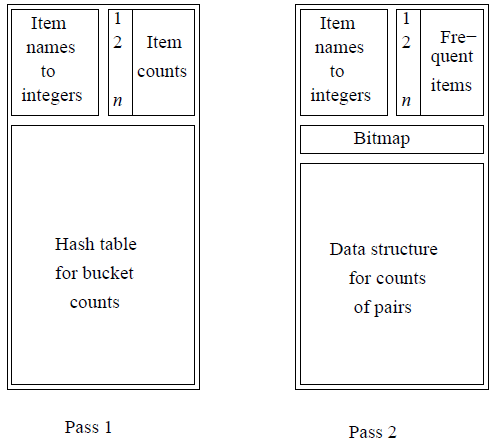 Item
names
to
integers
1
2
n
Item
counts
Hash table
for bucket
counts
Pass 1
Item
names
to
integers
1
2
n
Fre−
quent
items
Bitmap
Data structure
for counts
of pairs
Pass 2